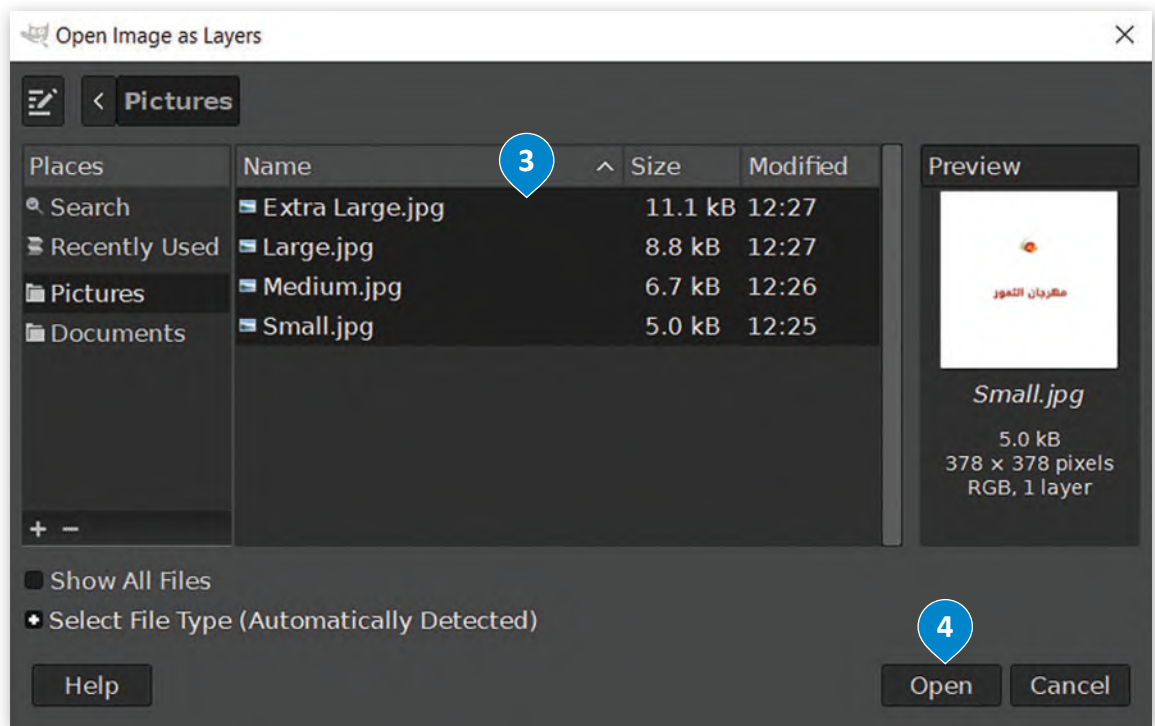 Open Image as Layers
Pictures
Places
Name
3
Size
Modified
Preview
Search
Recently Used
Pictures
Documents
Extra Large.jpg 11.1 kB 12:27
Large.jpg 8.8 kB 12:27
Medium.jpg 6.7 kB 12:26
Small.jpg 5.0 kB 12:25
مهرجان التمور
Small.jpg
5.0 kB
378 × 378 pixels
RGB, 1 layer
+ −
Show All Files
Select File Type (Automatically Detected)
4
Help
Open
Cancel